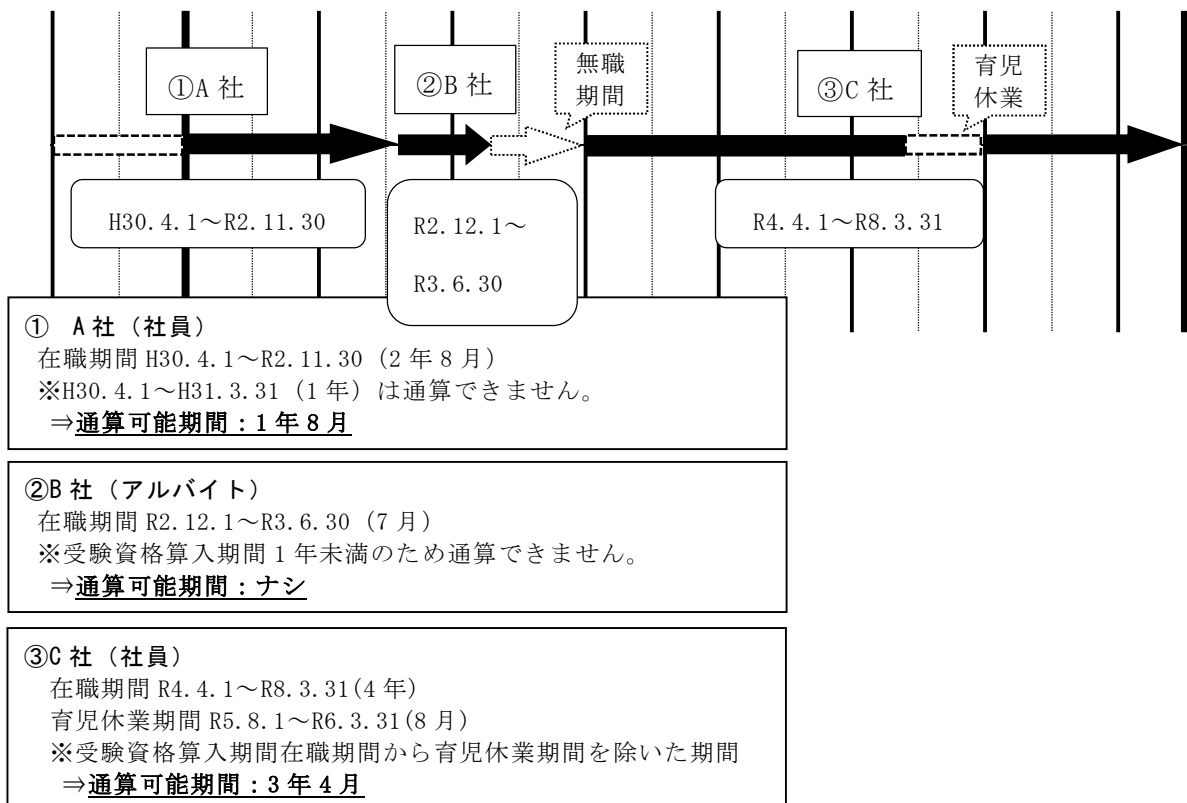 ①A 社
②B 社
無職
期間
③C 社
育児
休業
H30.4.1～R2.11.30
R2.12.1～
R3.6.30
R4.4.1～R8.3.31
① A 社（社員）
在職期間 H30.4.1～R2.11.30（2 年 8 月）
※H30.4.1～H31.3.31（1 年）は通算できません。
⇒通算可能期間：1 年 8 月
②B 社（アルバイト）
在職期間 R2.12.1～R3.6.30（7 月）
※受験資格算入期間 1 年未満のため通算できません。
⇒通算可能期間：ナシ
③C 社（社員）
在職期間 R4.4.1～R8.3.31(4 年)
育児休業期間 R5.8.1～R6.3.31(8 月)
※受験資格算入期間在職期間から育児休業期間を除いた期間
⇒通算可能期間：3 年 4 月